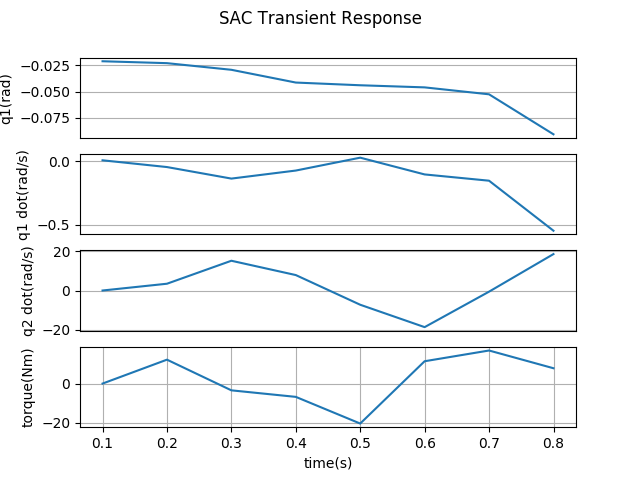 SAC Transient Response
q1(rad)
−0.025
−0.050
−0.075
q1 dot(rad/s)
0.0
−0.5
q2 dot(rad/s)
20
0
−20
torque(Nm)
0
−20
0.1 0.2 0.3 0.4 0.5 0.6 0.7 0.8
time(s)